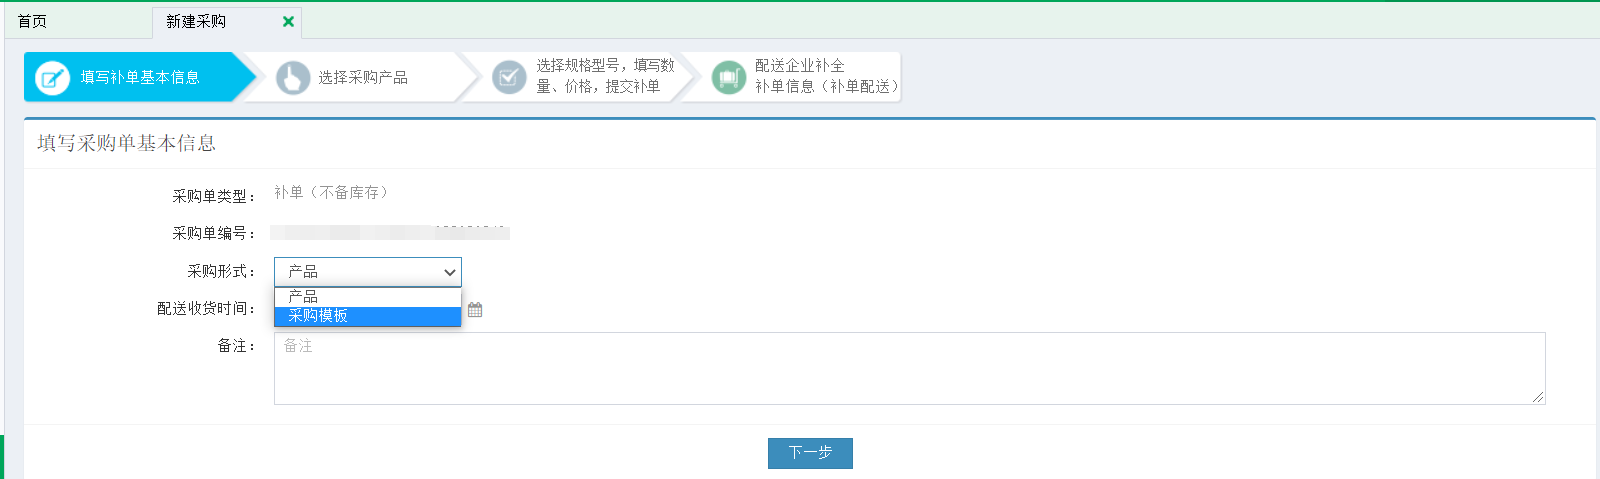 首页
新建采购
填写补单基本信息
选择采购产品
选择规格型号，填写数
量、价格，提交补单
配送企业补全
补单信息（补单配送）
填写采购单基本信息
采购单类型：
补单（不备库存）
采购单编号：
采购形式：
产品
产品
采购模板
配送收货时间：
备注：
备注
下一步